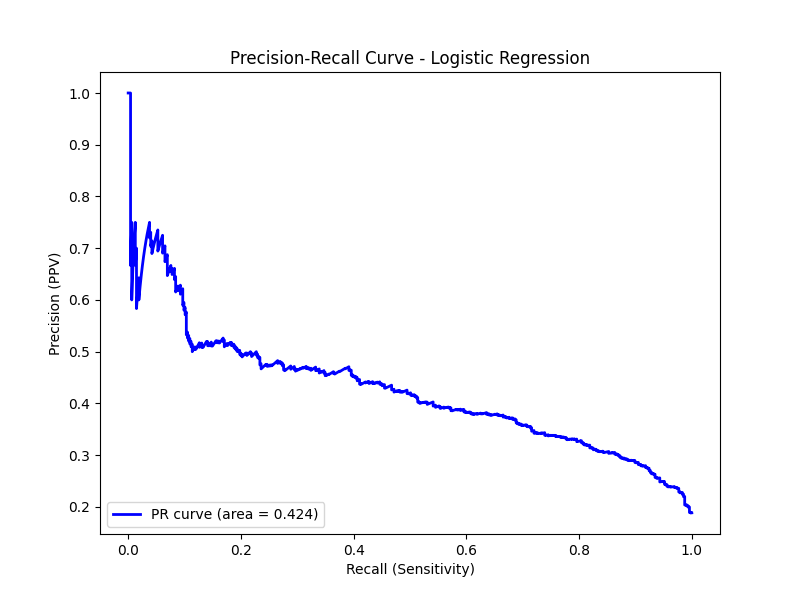 Precision-Recall Curve - Logistic Regression
1.0
0.9
0.8
0.7
0.6
0.5
0.4
0.3
0.2
Precision (PPV)
PR curve (area = 0.424)
0.0 0.2 0.4 0.6 0.8 1.0
Recall (Sensitivity)